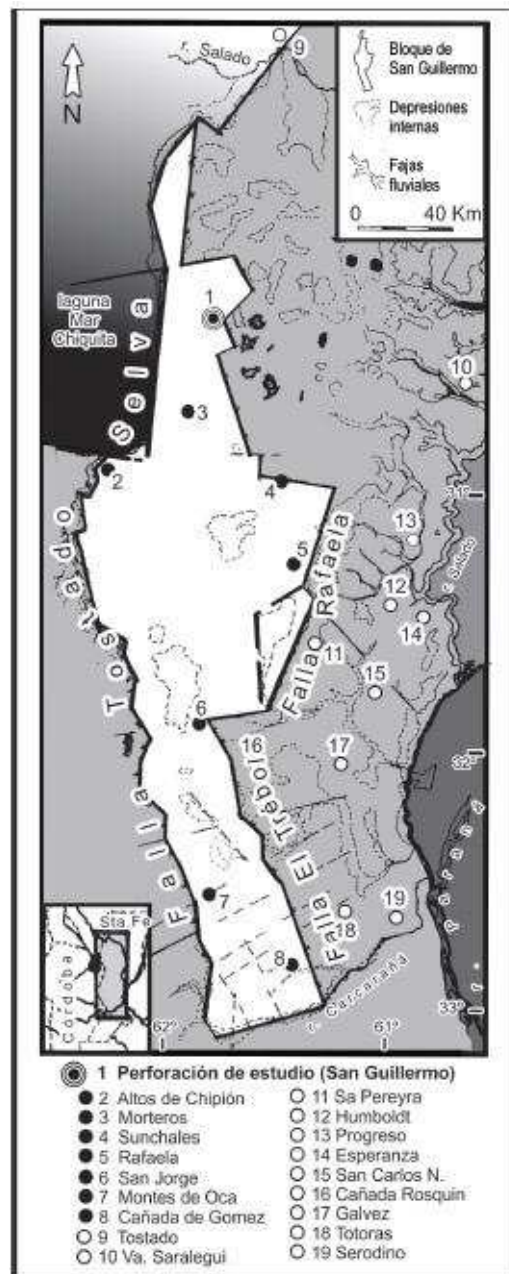 r. Salado
9
N
Bloque de
San Guillermo
Depresiones
internas
Fajas
fluviales
0 40 Km
1
laguna
Mar
Chiquita
10
3
2
4
31º
5
13
12
14
r. Salado
11
15
Falla Tostado Selva
Falla Rafaela
6
16
17
32º
Falla El Trébol
7
18
19
8
r. Carcarañá
r. Paraná
Sta. Fe
Córdoba
62º
61º
33º
1 Perforación de estudio (San Guillermo)
2 Altos de Chipión
3 Morteros
4 Sunchales
5 Rafaela
6 San Jorge
7 Montes de Oca
8 Cañada de Gomez
9 Tostado
10 Va. Saralegui
11 Sa Pereyra
12 Humboldt
13 Progreso
14 Esperanza
15 San Carlos N.
16 Cañada Rosquin
17 Galvez
18 Totoras
19 Serodino